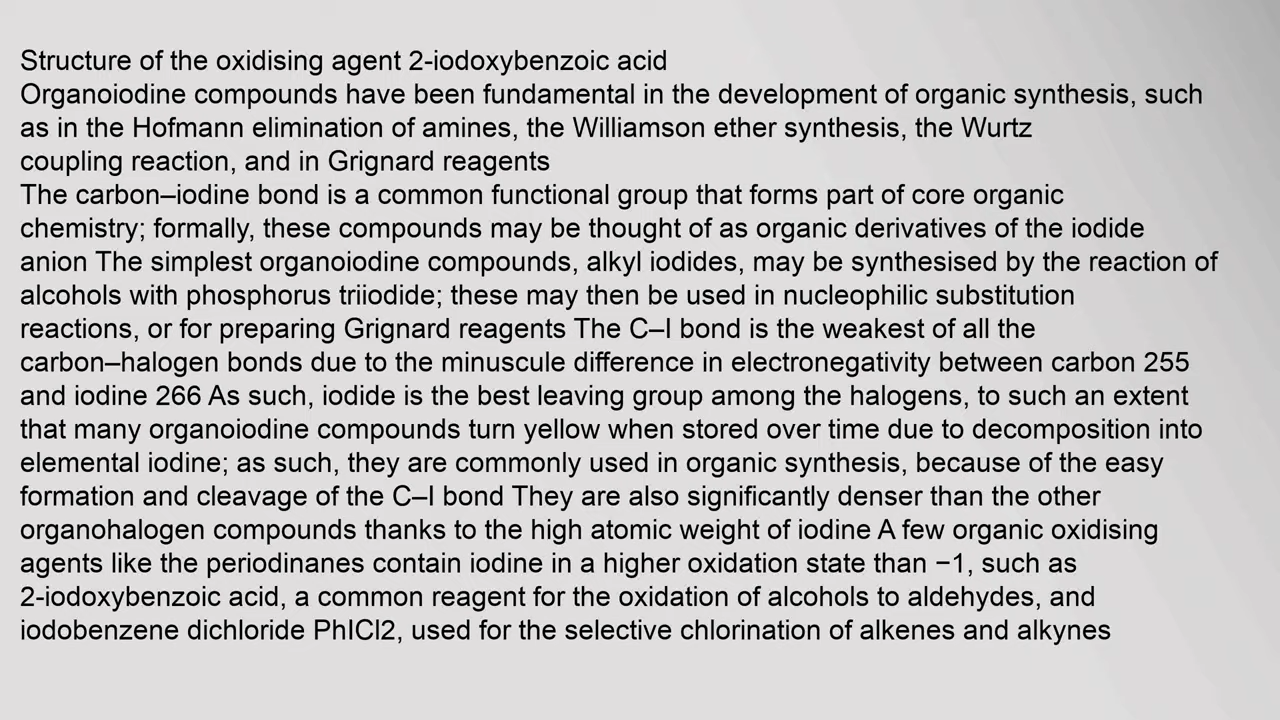 Structure of the oxidising agent 2-iodoxybenzoic acid
Organoiodine compounds have been fundamental in the development of organic synthesis, such
as in the Hofmann elimination of amines, the Williamson ether synthesis, the Wurtz
coupling reaction, and in Grignard reagents
The carbon–iodine bond is a common functional group that forms part of core organic
chemistry; formally, these compounds may be thought of as organic derivatives of the iodide
anion The simplest organoiodine compounds, alkyl iodides, may be synthesised by the reaction of
alcohols with phosphorus triiodide; these may then be used in nucleophilic substitution
reactions, or for preparing Grignard reagents The C–I bond is the weakest of all the
carbon–halogen bonds due to the minuscule difference in electronegativity between carbon 255
and iodine 266 As such, iodide is the best leaving group among the halogens, to such an extent
that many organoiodine compounds turn yellow when stored over time due to decomposition into
elemental iodine; as such, they are commonly used in organic synthesis, because of the easy
formation and cleavage of the C–I bond They are also significantly denser than the other
organohalogen compounds thanks to the high atomic weight of iodine A few organic oxidising
agents like the periodinanes contain iodine in a higher oxidation state than −1, such as
2-iodoxybenzoic acid, a common reagent for the oxidation of alcohols to aldehydes, and
iodobenzene dichloride PhICl2, used for the selective chlorination of alkenes and alkynes